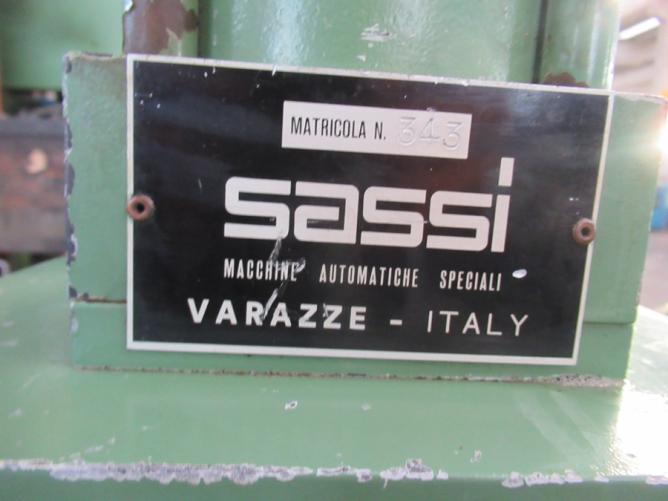 MATRICOLA N. 343
sassi
MACCHINE AUTOMATICHE SPECIALI
VARAZZE - ITALY